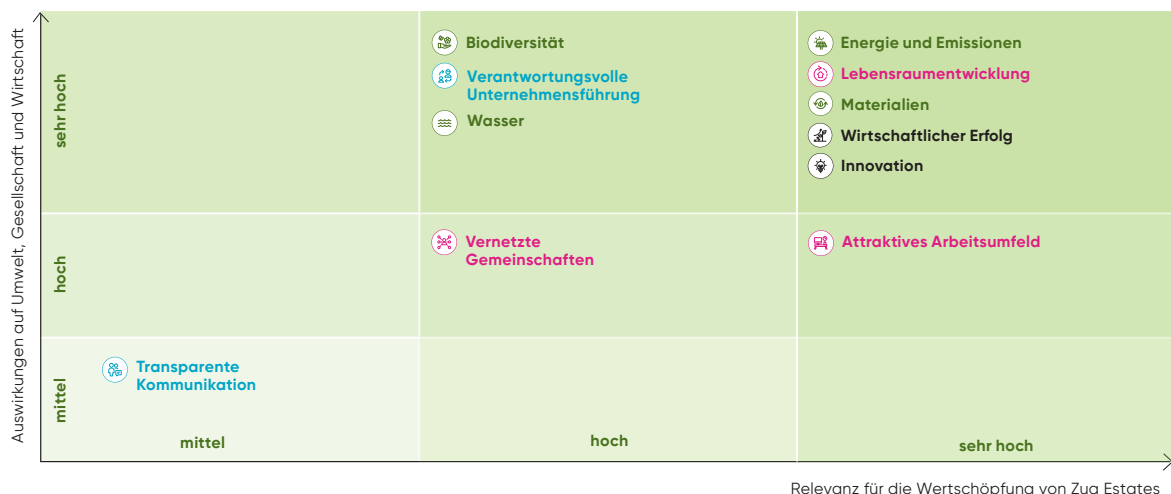 Auswirkungen auf Umwelt, Gesellschaft und Wirtschaft
sehr hoch
Biodiversität
Verantwortungsvolle
Unternehmensführung
Wasser
Energie und Emissionen
Lebensraumentwicklung
Materialien
Wirtschaftlicher Erfolg
Innovation
hoch
Vernetzte
Gemeinschaften
Attraktives Arbeitsumfeld
mittel
Transparente
Kommunikation
mittel
hoch
sehr hoch
Relevanz für die Wertschöpfung von Zug Estates